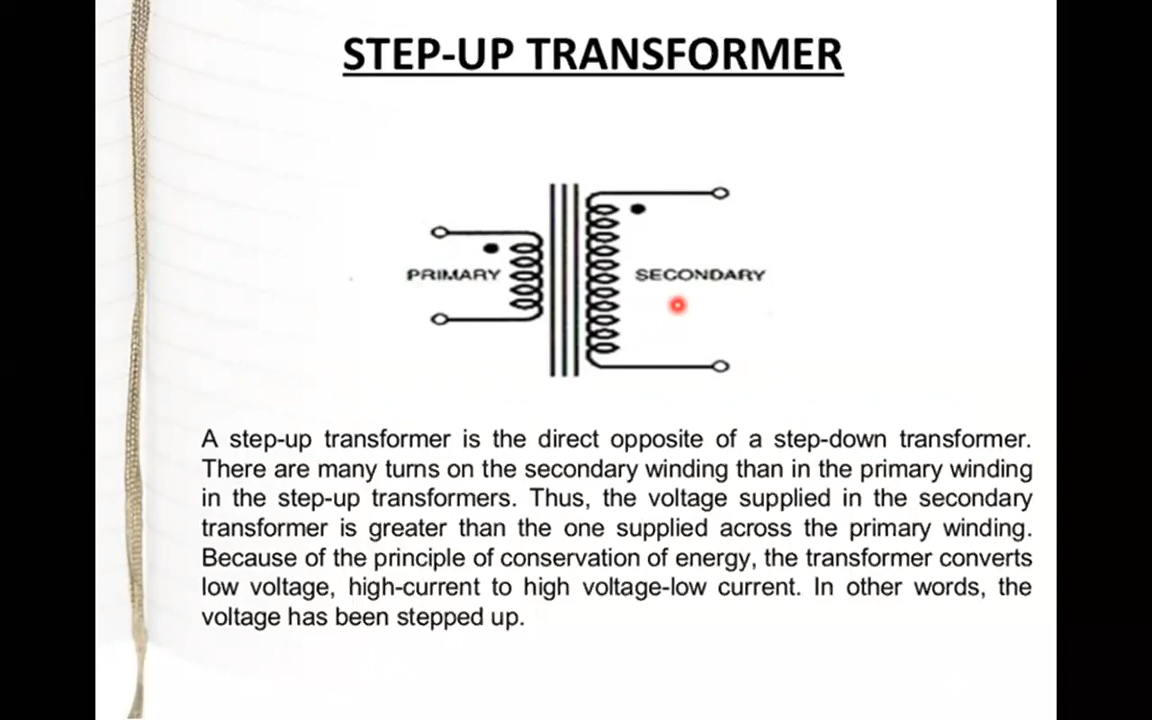 STEP-UP TRANSFORMER
PRIMARY
SECONDARY
A step-up transformer is the direct opposite of a step-down transformer.
There are many turns on the secondary winding than in the primary winding
in the step-up transformers. Thus, the voltage supplied in the secondary
transformer is greater than the one supplied across the primary winding.
Because of the principle of conservation of energy, the transformer converts
low voltage, high-current to high voltage-low current. In other words, the
voltage has been stepped up.